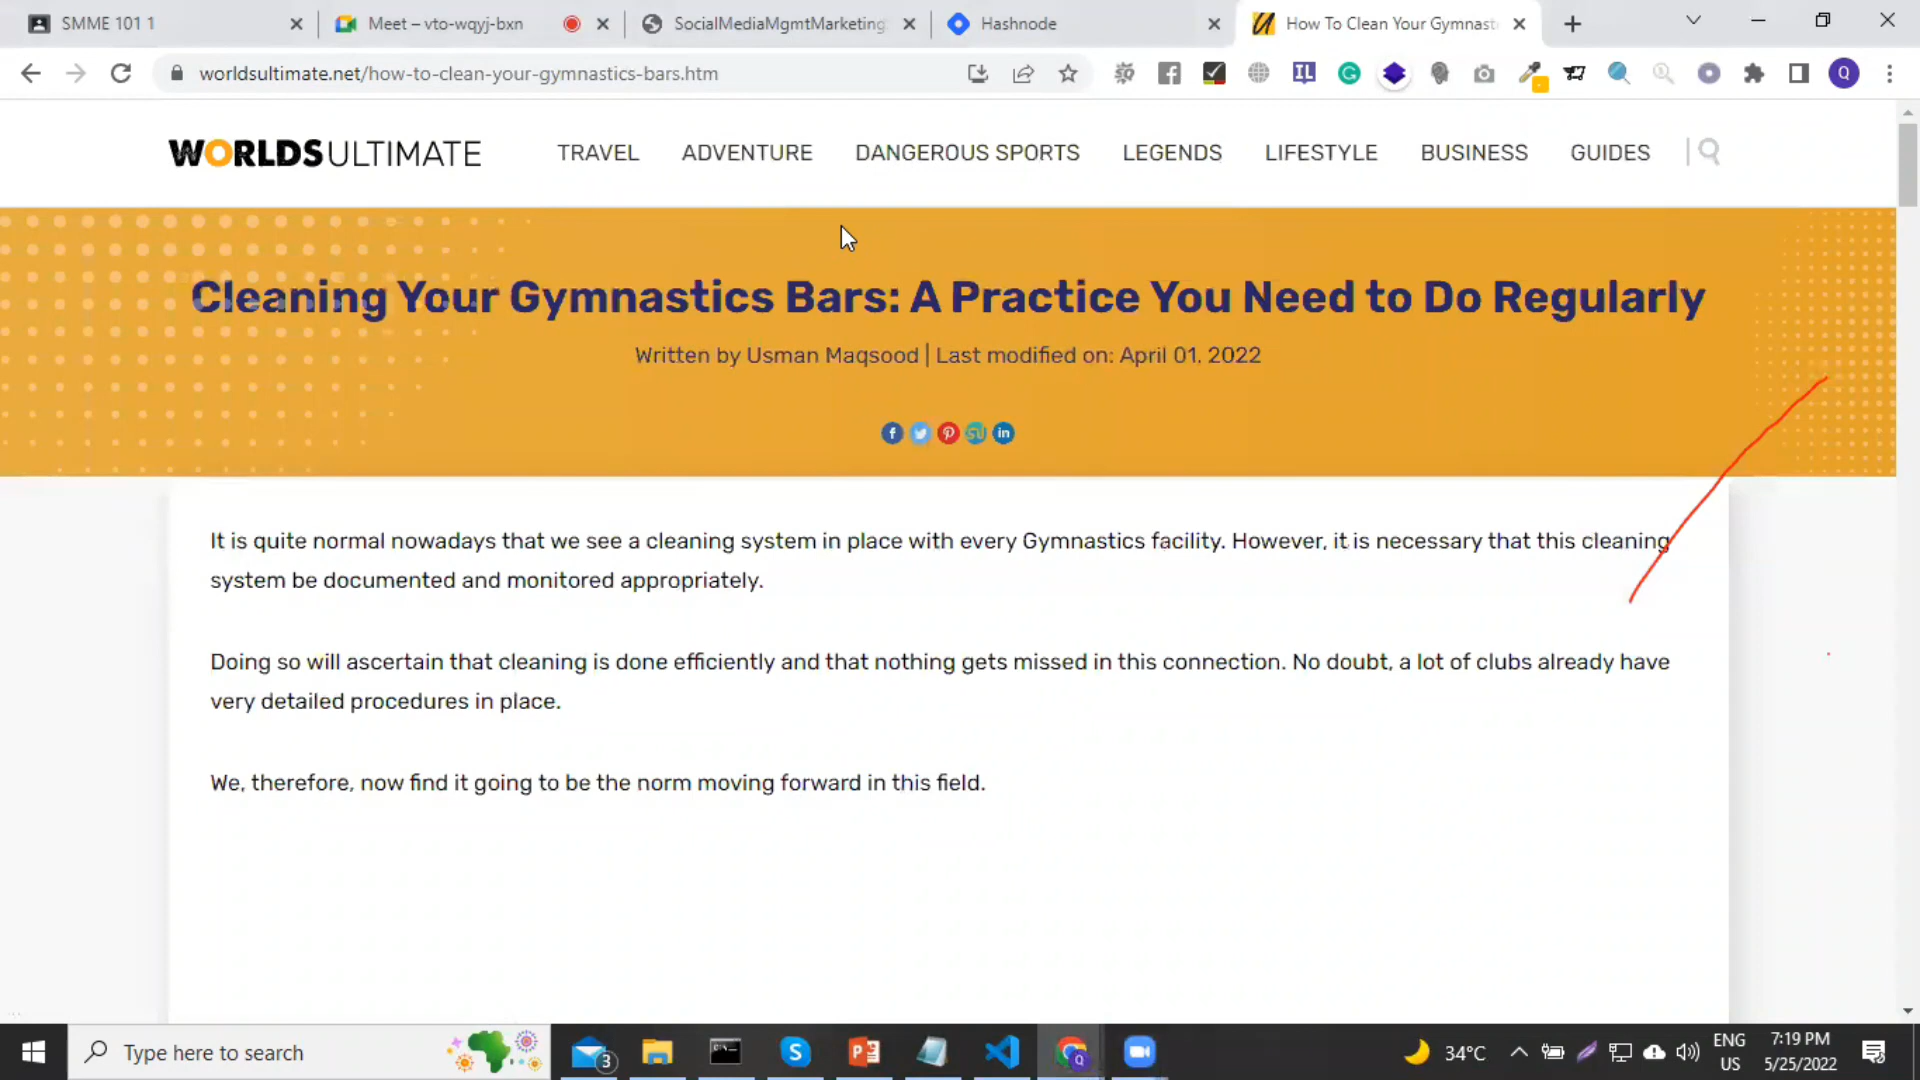 SMME 101 1
Meet – vto-wqyj-bxn
SocialMediaMgmtMarketing
Hashnode
How To Clean Your Gymnast
worldsultimate.net/how-to-clean-your-gymnastics-bars.htm
IL
Q
WORLDSULTIMATE
TRAVEL
ADVENTURE
DANGEROUS SPORTS
LEGENDS
LIFESTYLE
BUSINESS
GUIDES
Cleaning Your Gymnastics Bars: A Practice You Need to Do Regularly
Written by Usman Maqsood | Last modified on: April 01, 2022
It is quite normal nowadays that we see a cleaning system in place with every Gymnastics facility. However, it is necessary that this cleaning
system be documented and monitored appropriately.
Doing so will ascertain that cleaning is done efficiently and that nothing gets missed in this connection. No doubt, a lot of clubs already have
very detailed procedures in place.
We, therefore, now find it going to be the norm moving forward in this field.
Type here to search
3
34°C
ENG
US
7:19 PM
5/25/2022